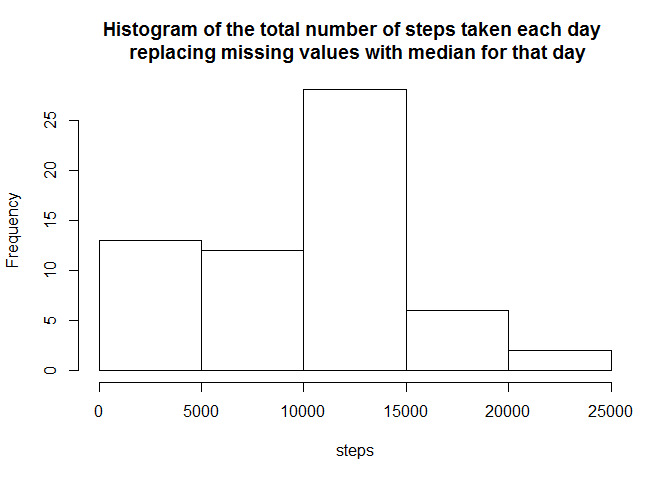 Histogram of the total number of steps taken each day
replacing missing values with median for that day
Frequency
25
20
15
10
5
0
0 5000 10000 15000 20000 25000
steps